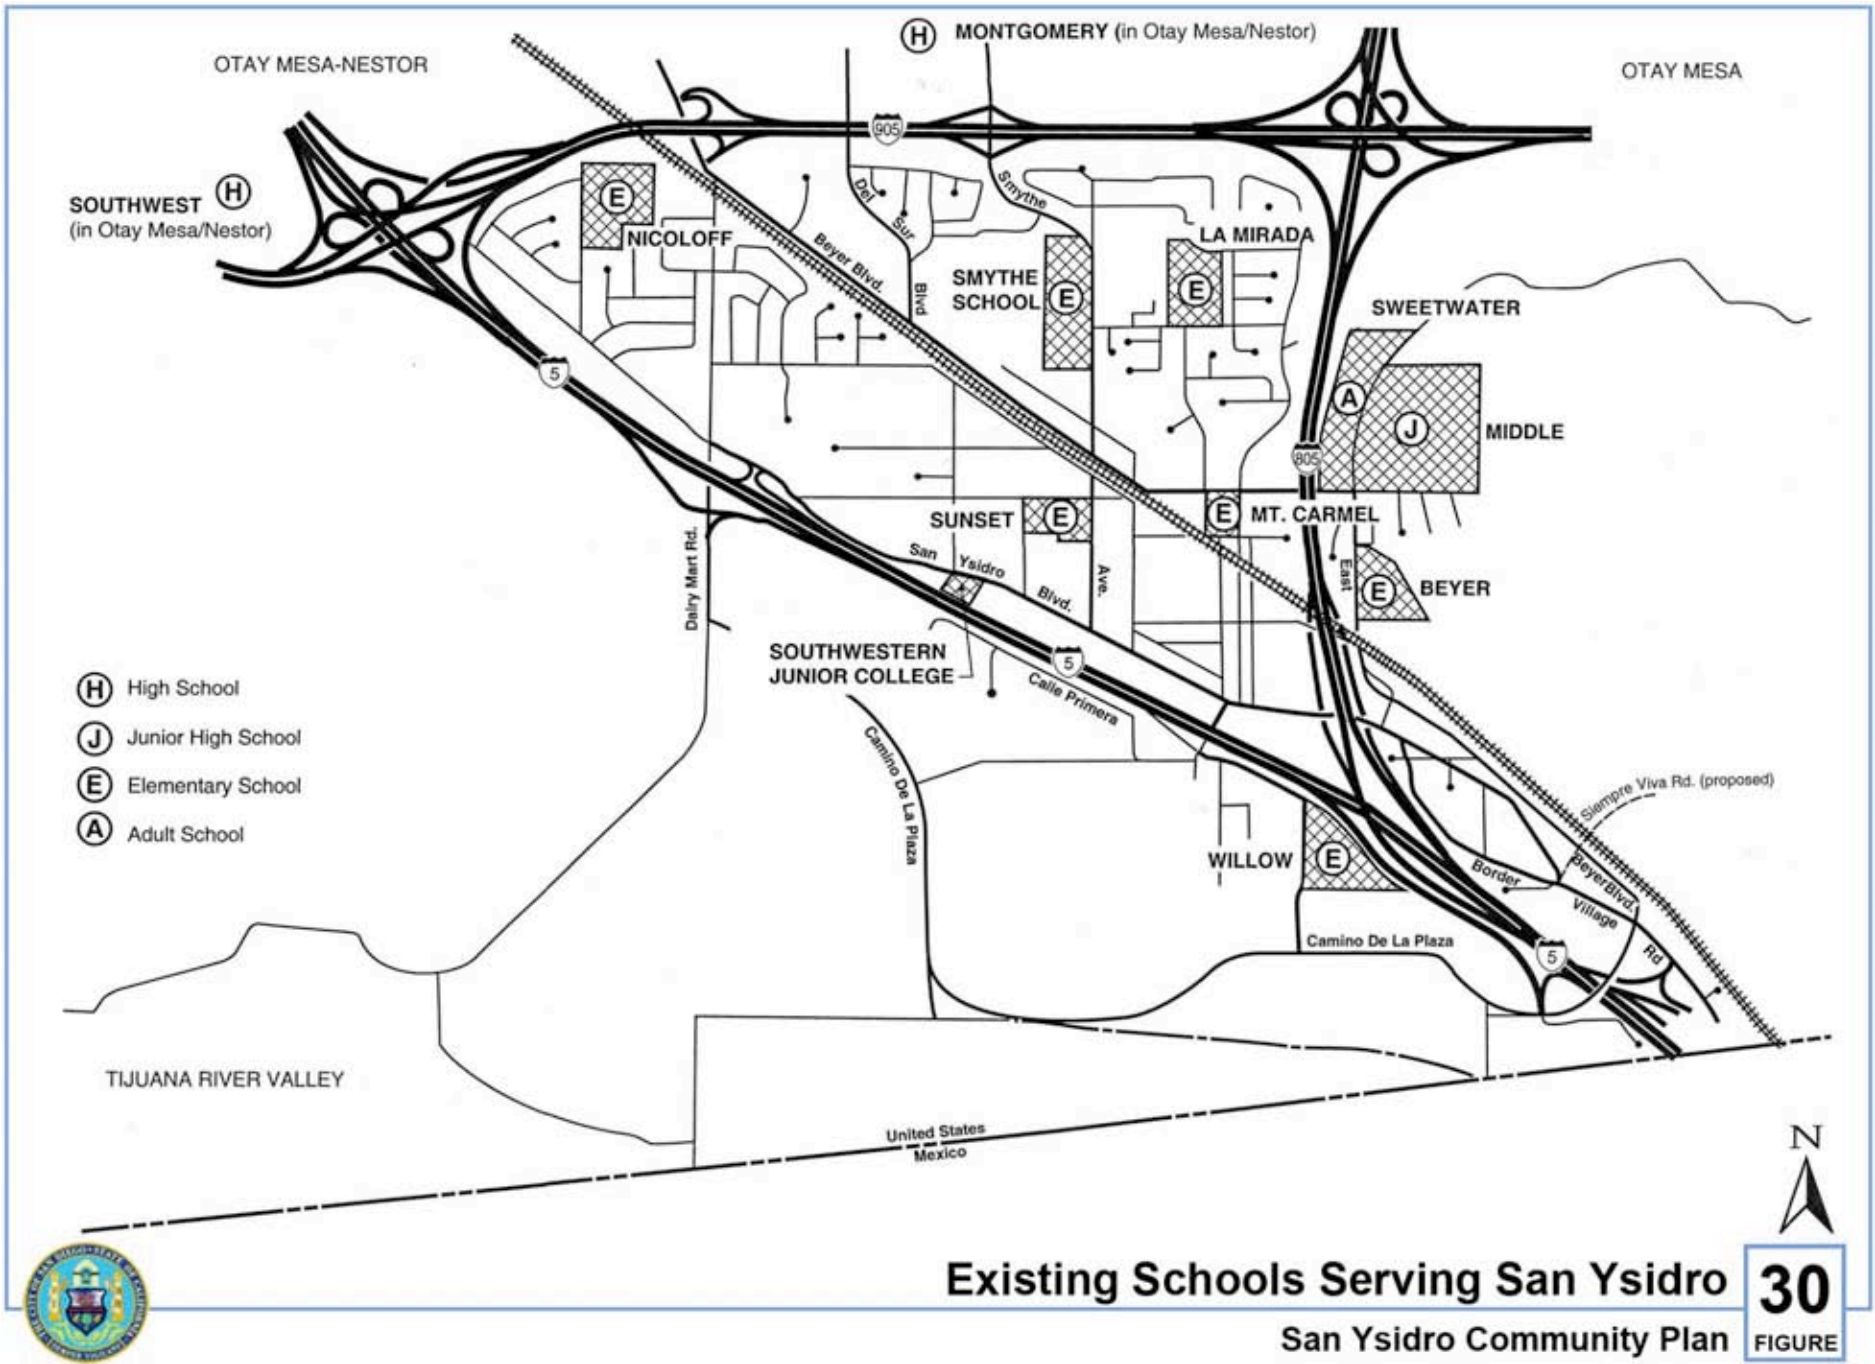 H MONTGOMERY (in Otay Mesa/Nestor)
OTAY MESA-NESTOR
OTAY MESA
905
SOUTHWEST H
(in Otay Mesa/Nestor)
E
NICOLOFF
Del Sur Blvd
Smythe
Beyer Blvd.
LA MIRADA
SMYTHE
SCHOOL
E
E
SWEETWATER
5
A
J
MIDDLE
805
SUNSET
E
E
MT. CARMEL
San Ysidro Blvd.
Dairy Mart Rd.
Ave.
East
E
BEYER
SOUTHWESTERN
JUNIOR COLLEGE
5
Calle Primera
H High School
J Junior High School
E Elementary School
A Adult School
Camino De La Plaza
Siempre Viva Rd. (proposed)
WILLOW
E
Border Village Rd
Beyer Blvd.
Camino De La Plaza
5
TIJUANA RIVER VALLEY
United States
Mexico
N
Existing Schools Serving San Ysidro
San Ysidro Community Plan
30
FIGURE